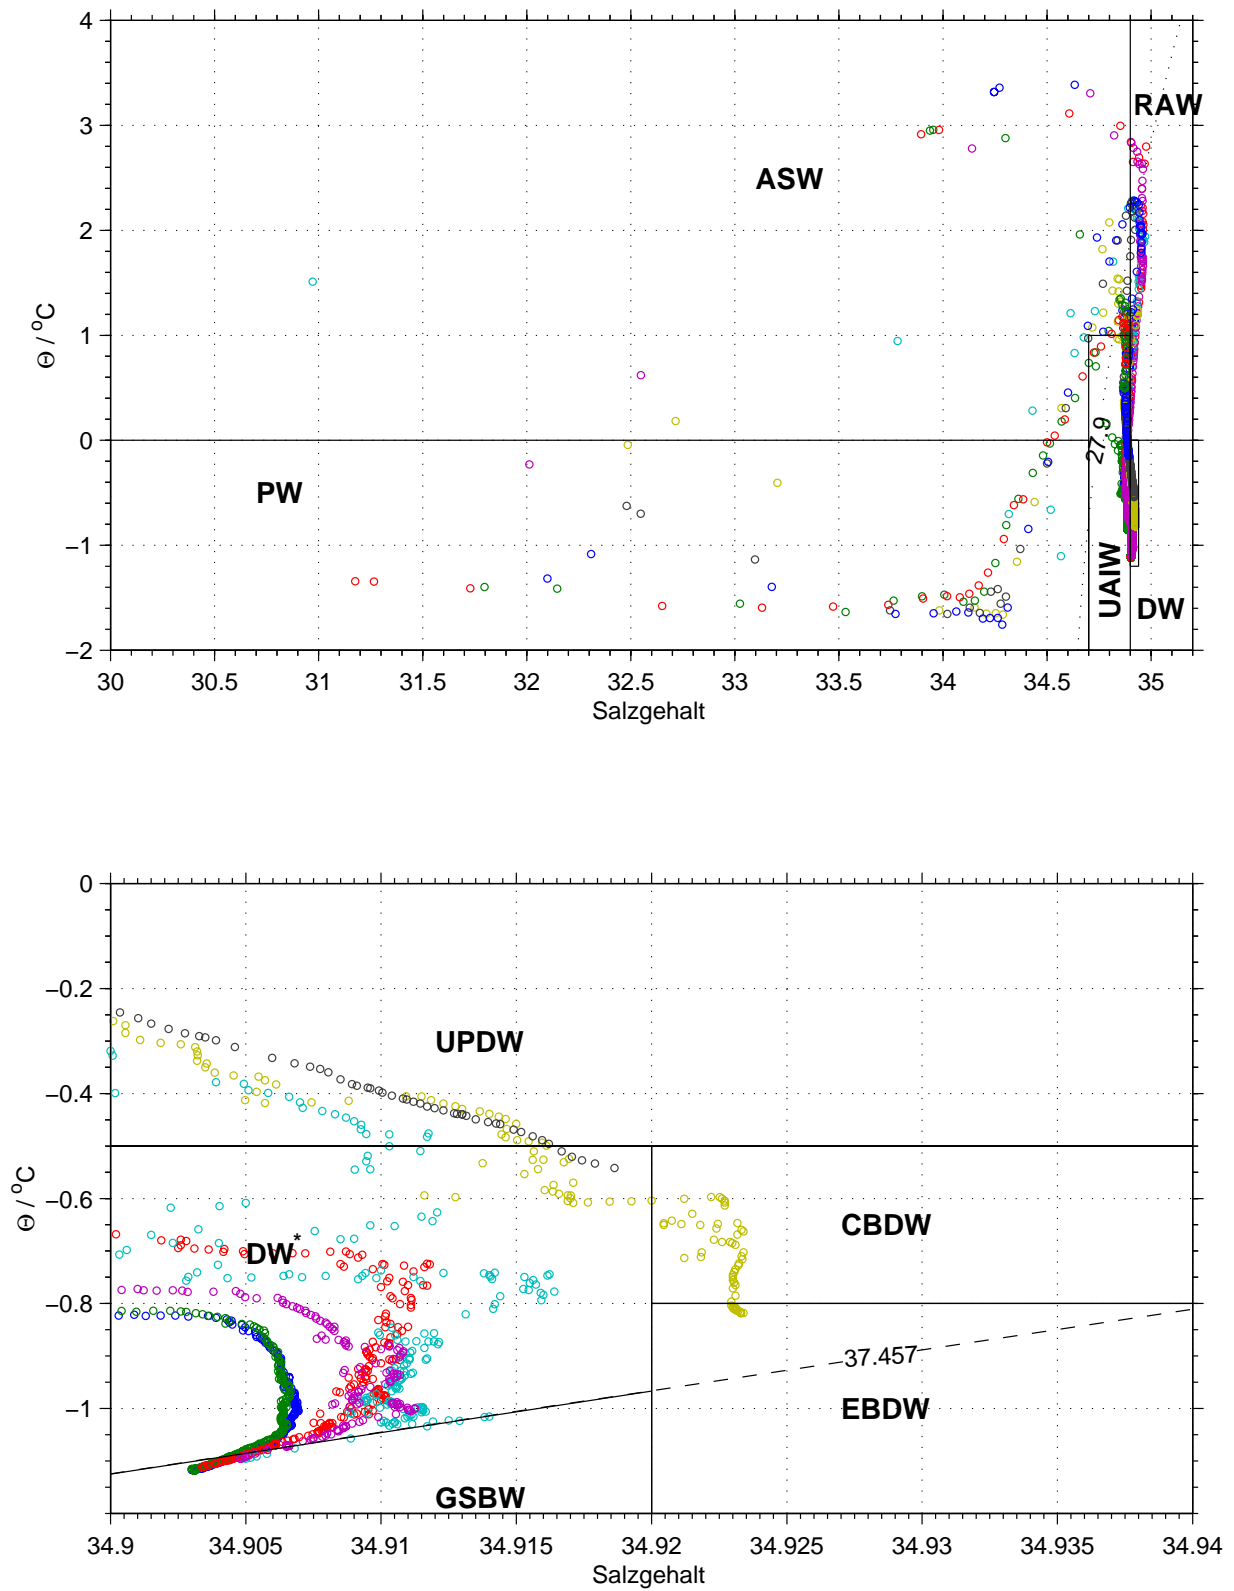 4
3
2
1
0
−1
−2
Θ / °C
RAW
ASW
PW
27.9
UAIW
DW
30 30.5 31 31.5 32 32.5 33 33.5 34 34.5 35
Salzgehalt
0
−0.2
−0.4
−0.6
−0.8
−1
Θ / °C
UPDW
CBDW
DW*
37.457
EBDW
GSBW
34.9 34.905 34.91 34.915 34.92 34.925 34.93 34.935 34.94
Salzgehalt